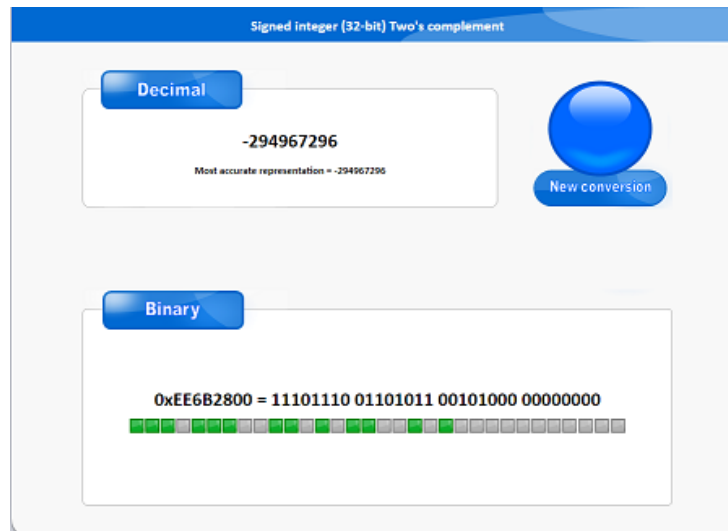 Signed integer (32-bit) Two's complement
Decimal
-294967296
Most accurate representation = -294967296
New conversion
Binary
0xEE6B2800 = 11101110 01101011 00101000 00000000